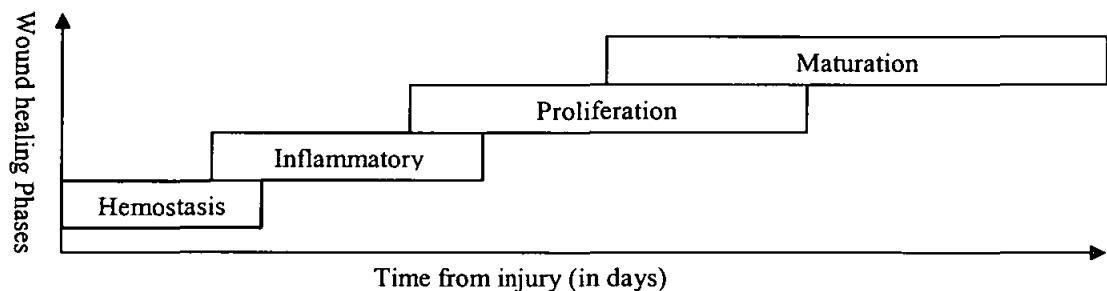 Wound healing Phases
Maturation
Proliferation
Inflammatory
Hemostasis
Time from injury (in days)